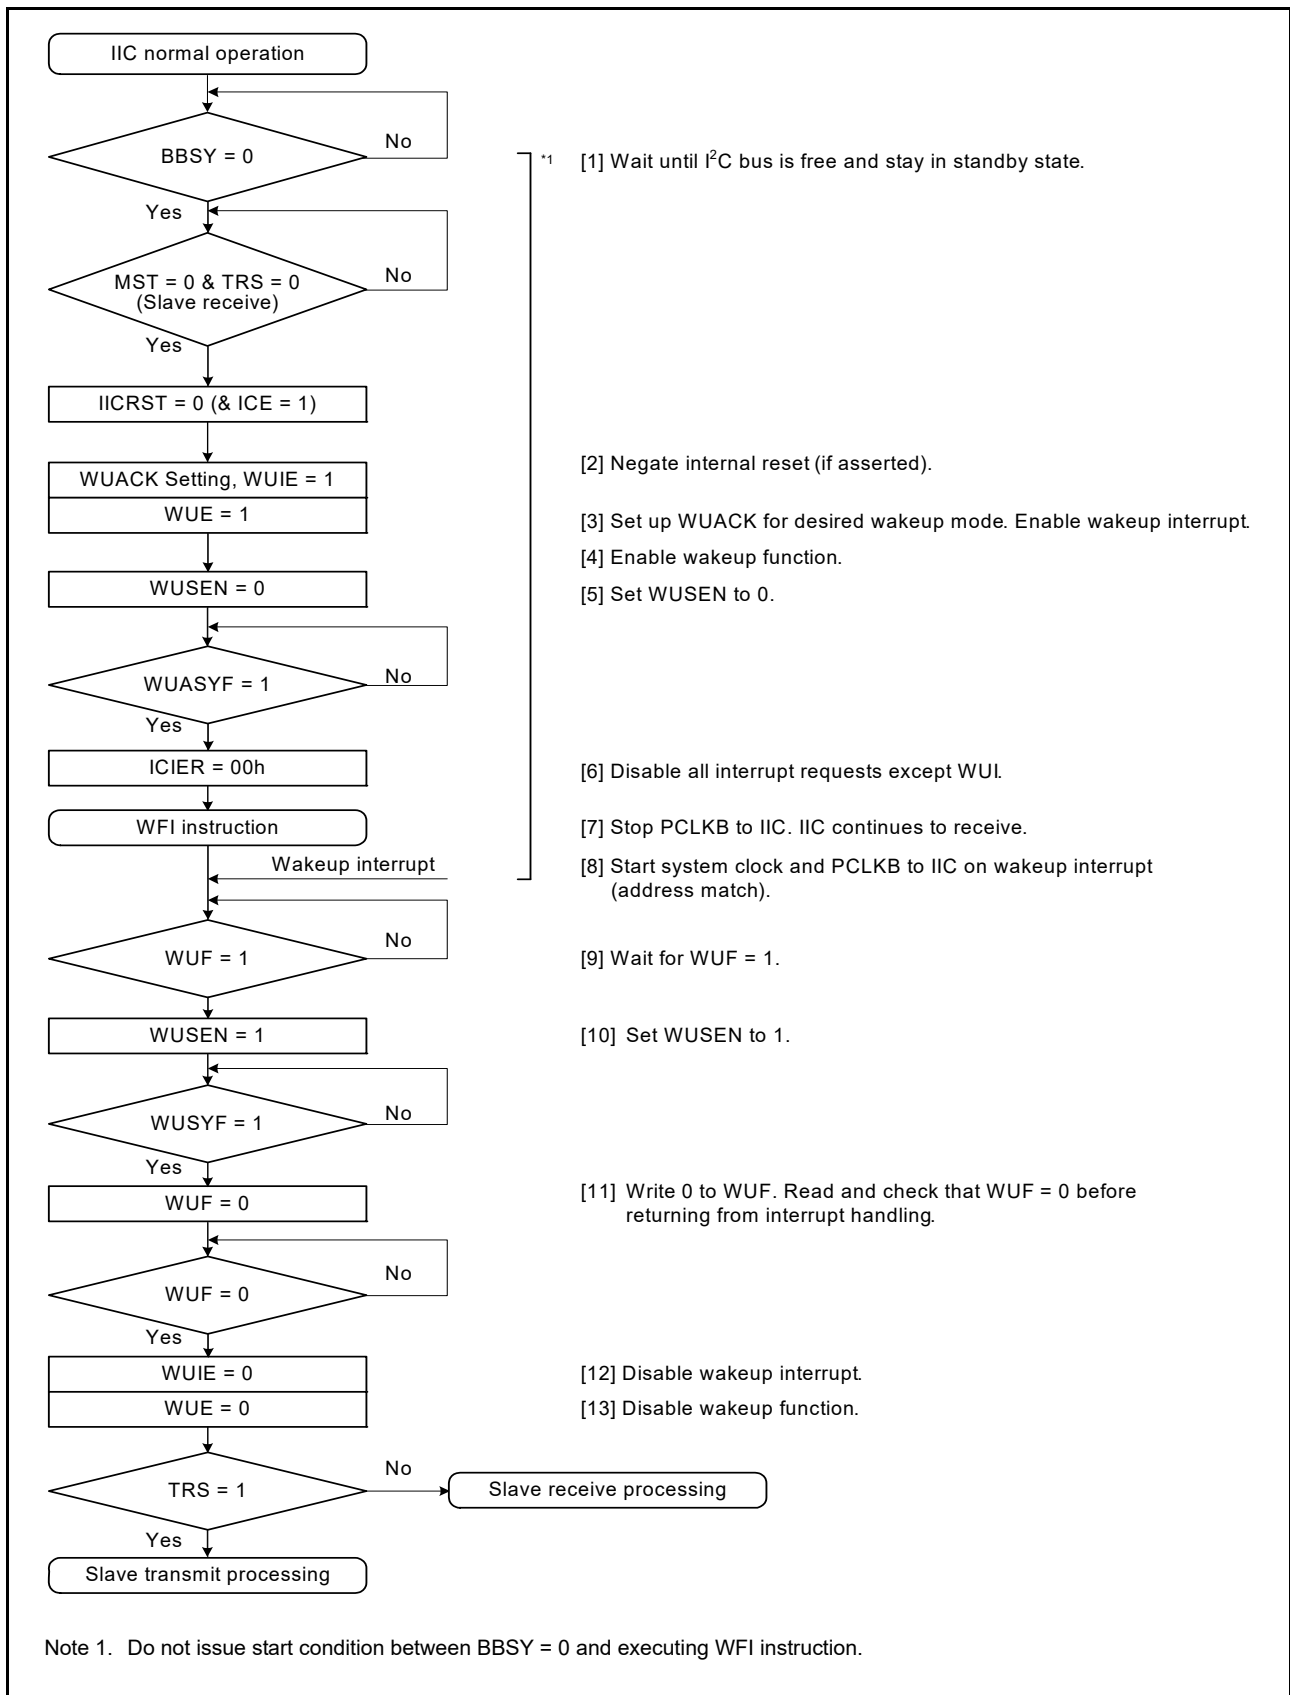 IIC normal operation
No
BBSY = 0
*1 [1] Wait until I²C bus is free and stay in standby state.
Yes
No
MST = 0 & TRS = 0
(Slave receive)
Yes
IICRST = 0 (& ICE = 1)
[2] Negate internal reset (if asserted).
WUACK Setting, WUIE = 1
WUE = 1
[3] Set up WUACK for desired wakeup mode. Enable wakeup interrupt.
[4] Enable wakeup function.
WUSEN = 0
[5] Set WUSEN to 0.
No
WUASYF = 1
Yes
ICIER = 00h
[6] Disable all interrupt requests except WUI.
WFI instruction
[7] Stop PCLKB to IIC. IIC continues to receive.
Wakeup interrupt
[8] Start system clock and PCLKB to IIC on wakeup interrupt
(address match).
No
WUF = 1
[9] Wait for WUF = 1.
WUSEN = 1
[10] Set WUSEN to 1.
No
WUSYF = 1
Yes
WUF = 0
[11] Write 0 to WUF. Read and check that WUF = 0 before
returning from interrupt handling.
No
WUF = 0
Yes
WUIE = 0
[12] Disable wakeup interrupt.
WUE = 0
[13] Disable wakeup function.
No
TRS = 1
Slave receive processing
Yes
Slave transmit processing
Note 1. Do not issue start condition between BBSY = 0 and executing WFI instruction.